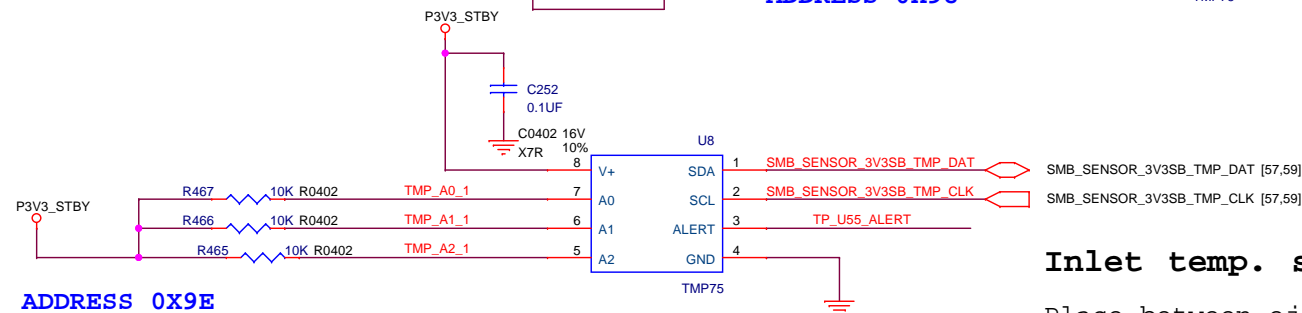 P3V3_STBY
C252
0.1UF
C0402 16V
X7R 10%
U8
8 V+ SDA 1 SMB_SENSOR_3V3SB_TMP_DAT SMB_SENSOR_3V3SB_TMP_DAT [57,59]
R467 10K R0402 TMP_A0_1 7 A0 SCL 2 SMB_SENSOR_3V3SB_TMP_CLK SMB_SENSOR_3V3SB_TMP_CLK [57,59]
P3V3_STBY
R466 10K R0402 TMP_A1_1 6 A1 ALERT 3 TP_U55_ALERT
R465 10K R0402 TMP_A2_1 5 A2 GND 4
TMP75
Inlet temp.
ADDRESS 0X9E